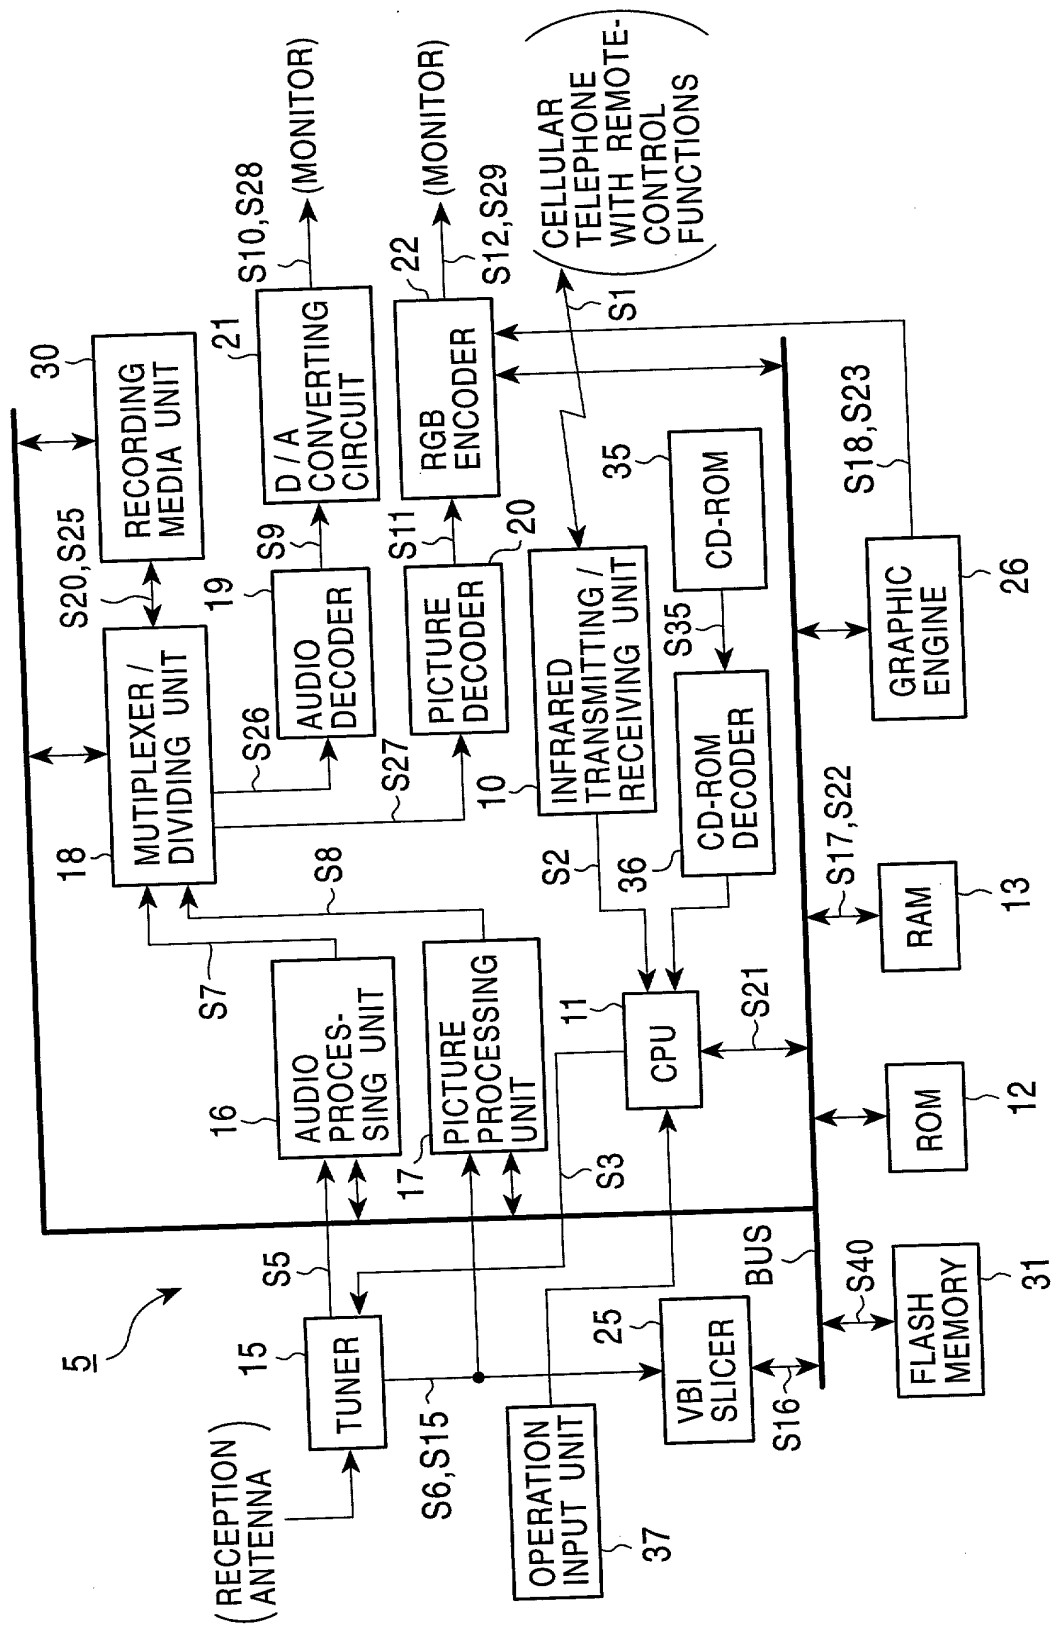 5
(RECEPTION
ANTENNA)
15
TUNER
S5
S6,S15
OPERATION
INPUT UNIT
37
25
VBI
SLICER
S16
BUS
S40
FLASH
MEMORY
31
16
AUDIO
PROCES-
SING UNIT
17
PICTURE
PROCESSING
UNIT
S3
S7
S8
11
CPU
S21
ROM
12
RAM
13
S17,S22
18
MUTIPLEXER /
DIVIDING UNIT
S26
S27
S20,S25
RECORDING
MEDIA UNIT
30
19
AUDIO
DECODER
S9
D / A
CONVERTING
CIRCUIT
21
S10,S28
(MONITOR)
PICTURE
DECODER
20
S11
RGB
ENCODER
22
S12,S29
(MONITOR)
10
INFRARED
TRANSMITTING /
RECEIVING UNIT
S2
S1
(CELLULAR
TELEPHONE
WITH REMOTE-
CONTROL
FUNCTIONS)
35
CD-ROM
S35
36
CD-ROM
DECODER
GRAPHIC
ENGINE
26
S18,S23